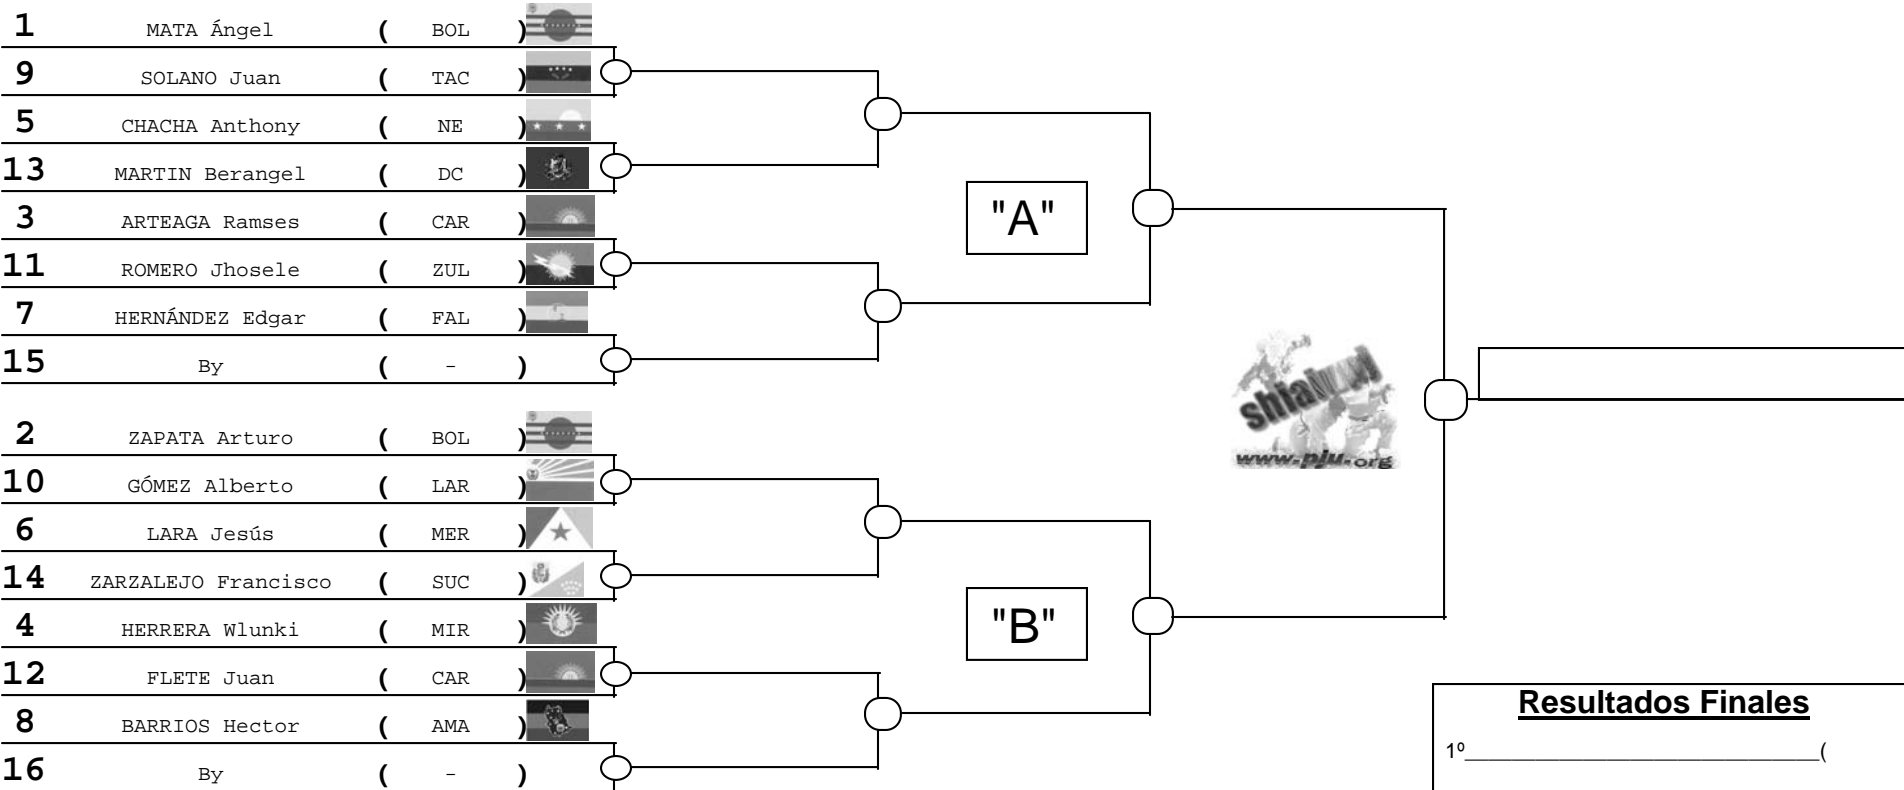 1 MATA Ángel ( BOL )
9 SOLANO Juan ( TAC )
5 CHACHA Anthony ( NE )
13 MARTIN Berangel ( DC )
3 ARTEAGA Ramses ( CAR )
11 ROMERO Jhosele ( ZUL )
7 HERNÁNDEZ Edgar ( FAL )
15 By ( - )
"A"
shiai
www.pju.org
2 ZAPATA Arturo ( BOL )
10 GÓMEZ Alberto ( LAR )
6 LARA Jesús ( MER )
14 ZARZALEJO Francisco ( SUC )
4 HERRERA Wlunki ( MIR )
12 FLETE Juan ( CAR )
8 BARRIOS Hector ( AMA )
16 By ( - )
"B"
Resultados Finales
1º______________________________(